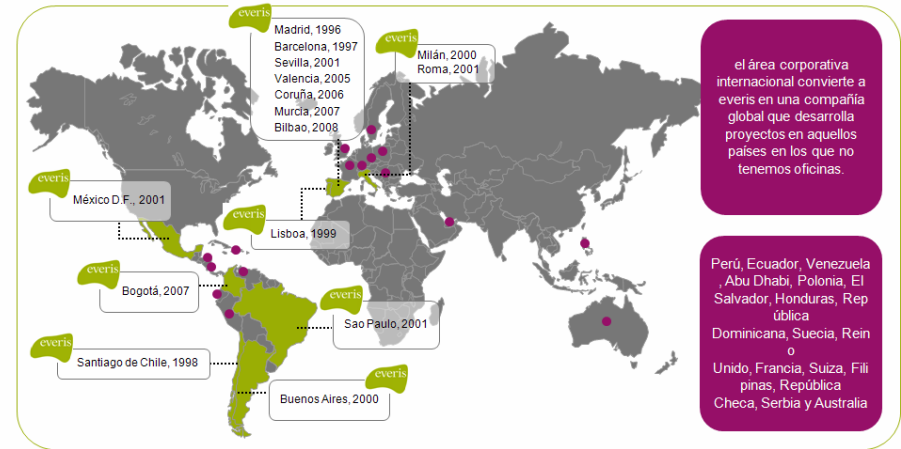 everis
Madrid, 1996
Barcelona, 1997
Sevilla, 2001
Valencia, 2005
Coruña, 2006
Murcia, 2007
Bilbao, 2008
everis
Milán, 2000
Roma, 2001
everis
México D.F., 2001
everis
Lisboa, 1999
everis
Bogotá, 2007
everis
Sao Paulo, 2001
everis
Santiago de Chile, 1998
everis
Buenos Aires, 2000
el área corporativa
internacional convierte a
everis en una compañía
global que desarrolla
proyectos en aquellos
países en los que no
tenemos oficinas.
Perú, Ecuador, Venezuela
, Abu Dhabi, Polonia, El
Salvador, Honduras, Rep
ública
Dominicana, Suecia, Rein
o
Unido, Francia, Suiza, Fili
pinas, República
Checa, Serbia y Australia